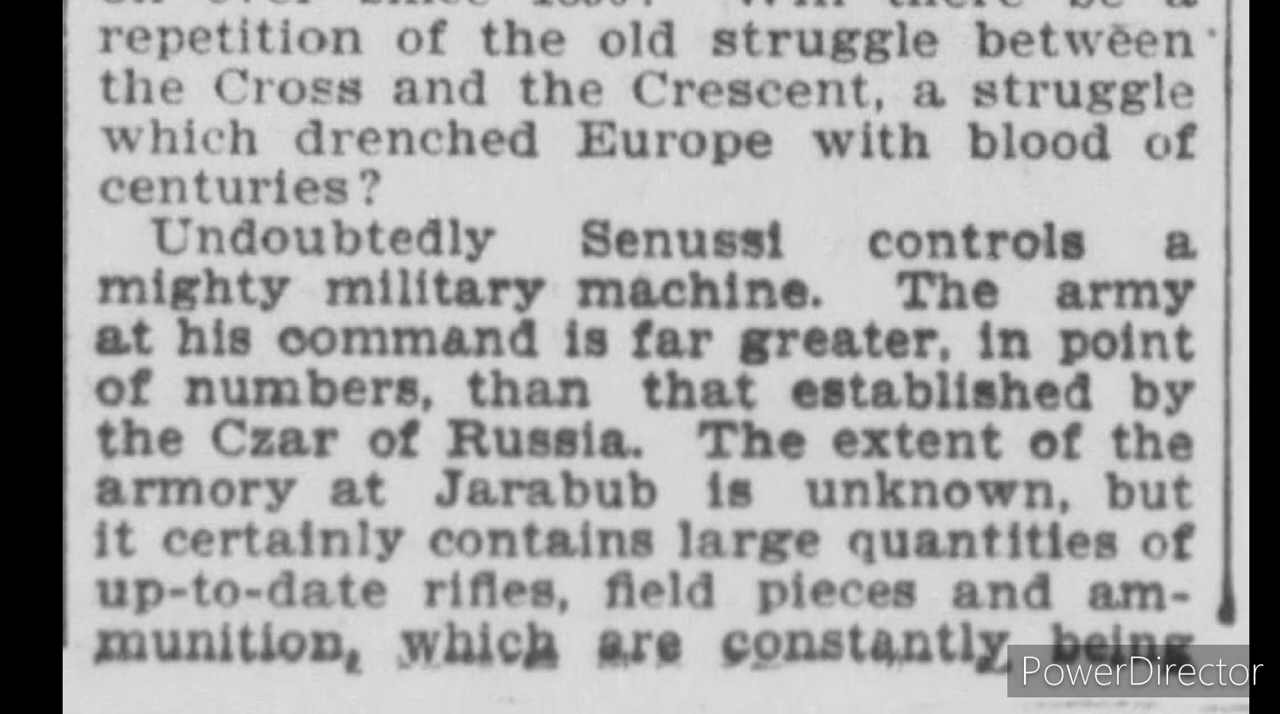 repetition of the old struggle between
the Cross and the Crescent, a struggle
which drenched Europe with blood of
centuries?
Undoubtedly Senussi controls a
mighty military machine. The army
at his command is far greater, in point
of numbers, than that established by
the Czar of Russia. The extent of the
armory at Jarabub is unknown, but
it certainly contains large quantities of
up-to-date rifles, field pieces and am-
munition, which are constantly being
PowerDirector